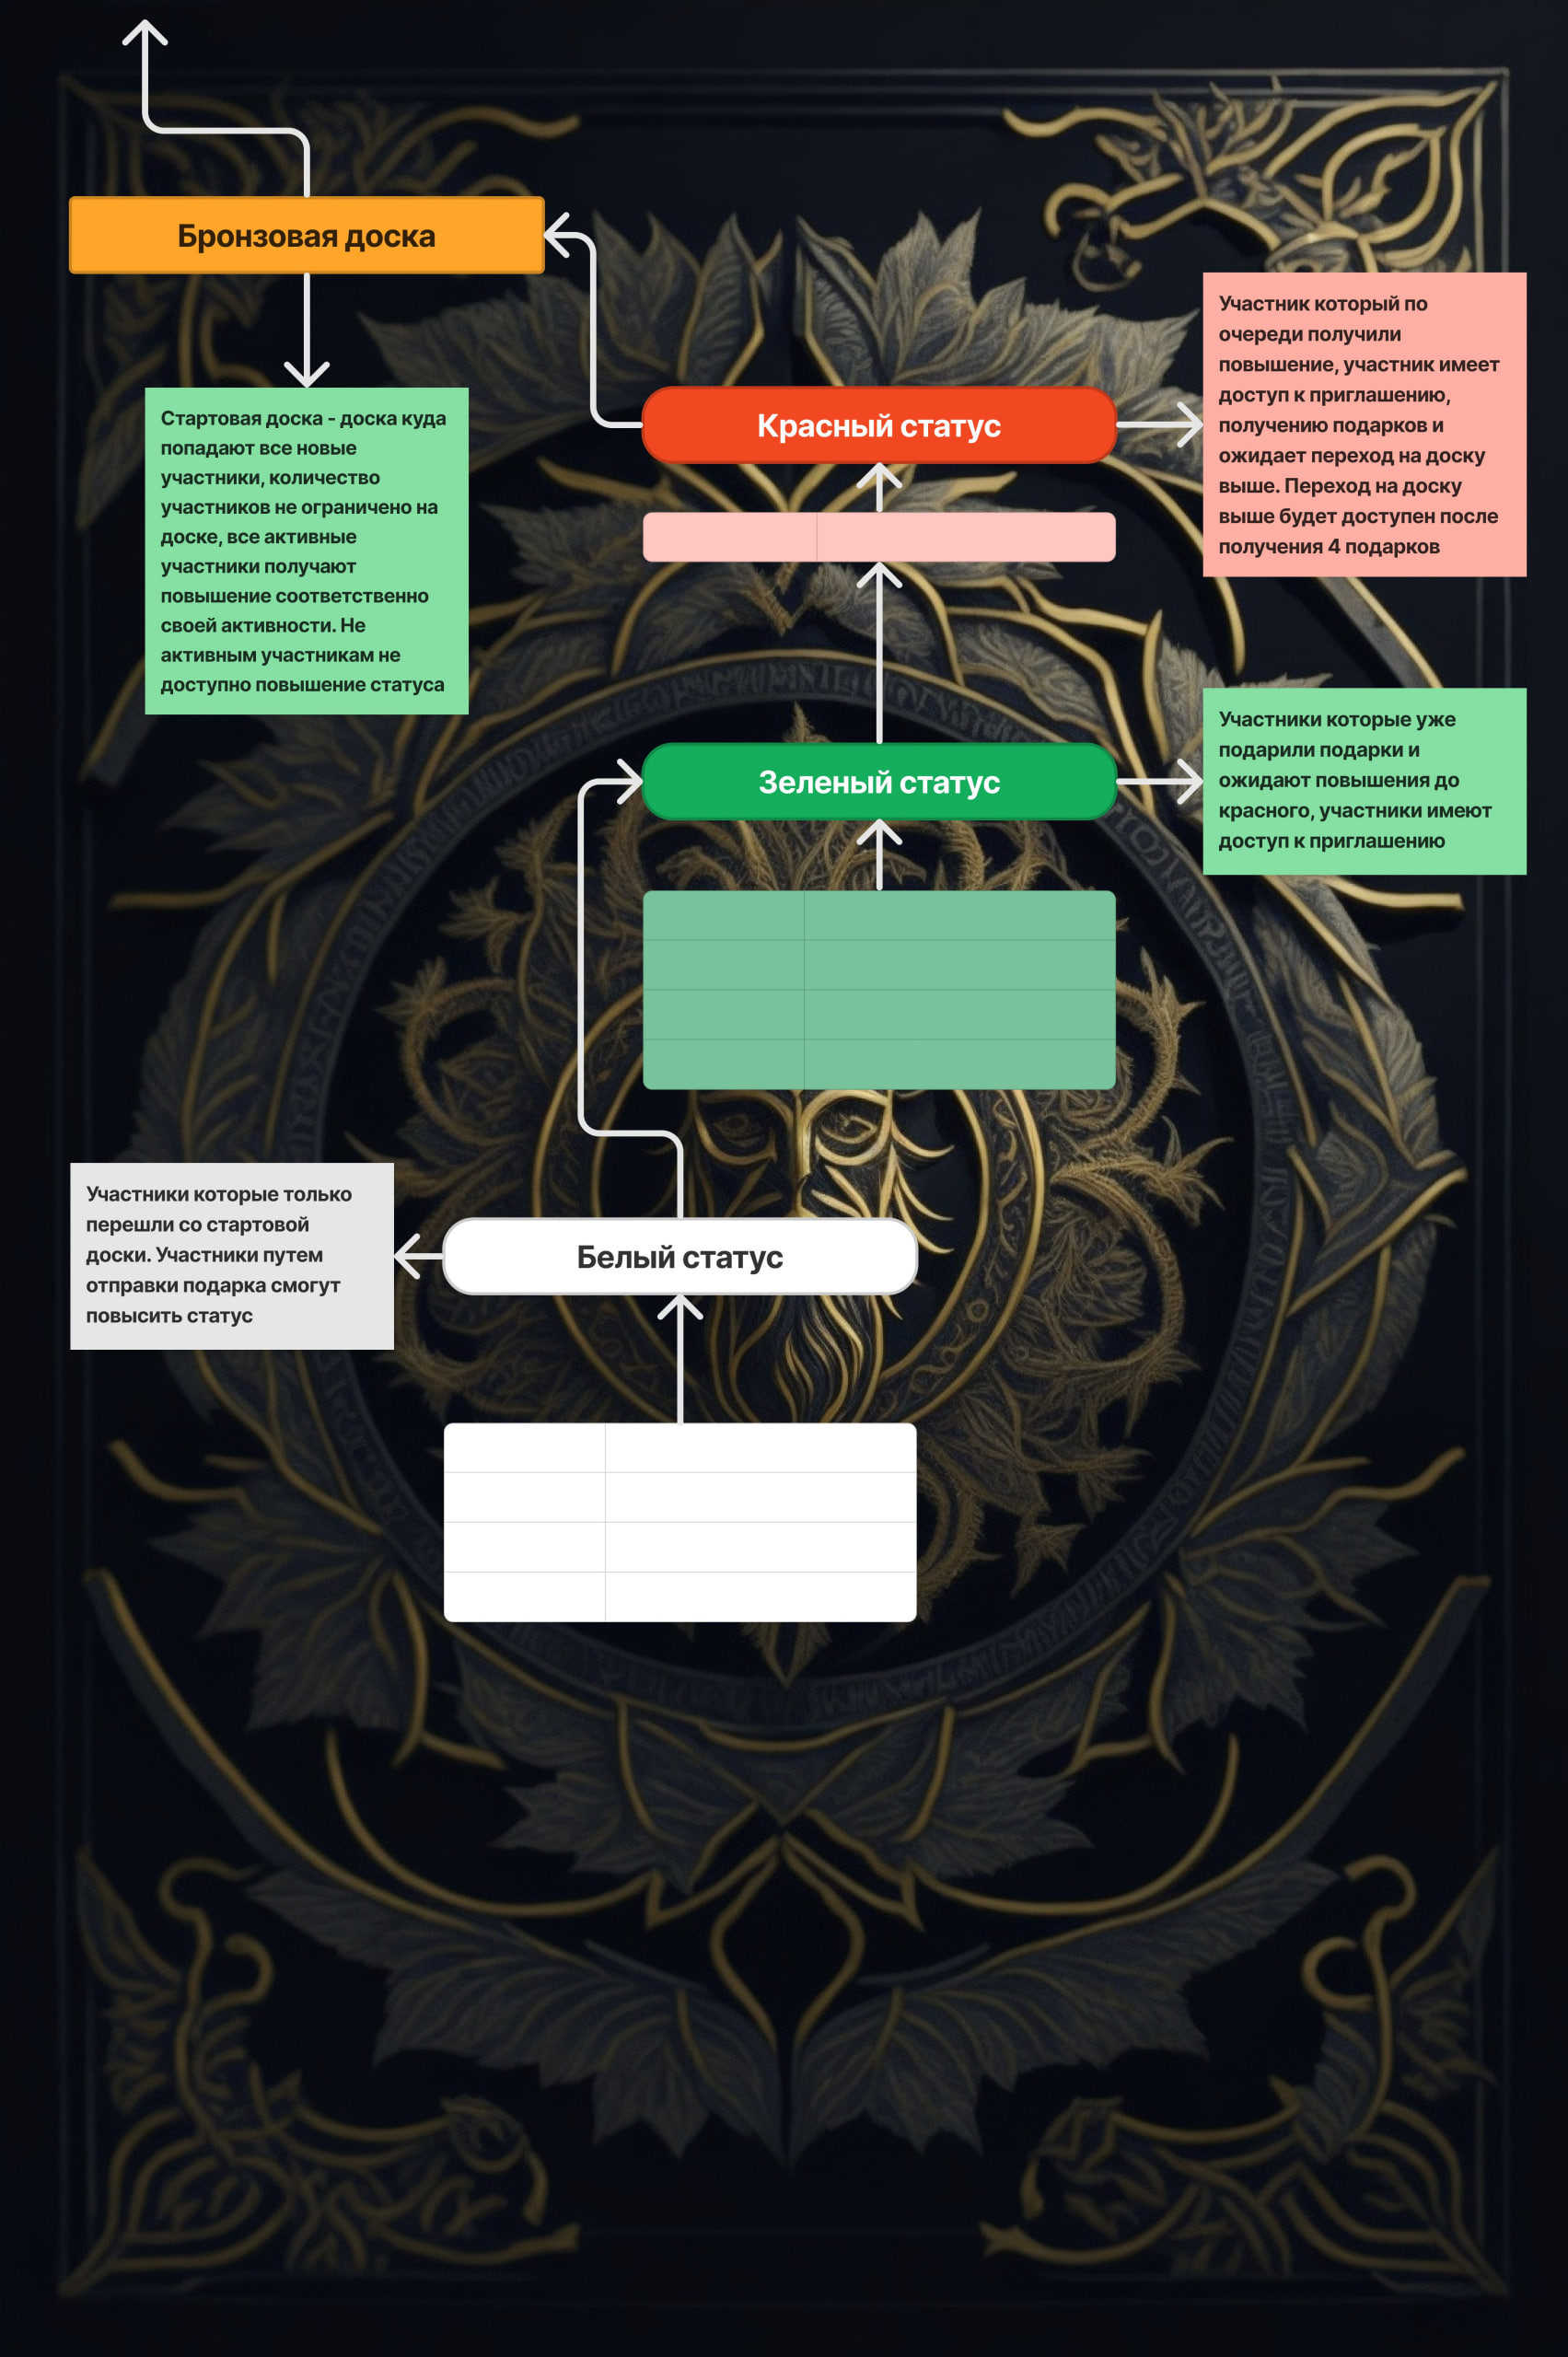 Бронзовая доска
Стартовая доска - доска куда
попадают все новые
участники, количество
участников не ограничено на
доске, все активные
участники получают
повышение соответственно
своей активности. Не
активным участникам не
доступно повышение статуса
Красный статус
Участник который по
очереди получили
повышение, участник имеет
доступ к приглашению,
получению подарков и
ожидает переход на доску
выше. Переход на доску
выше будет доступен после
получения 4 подарков
Зеленый статус
Участники которые уже
подарили подарки и
ожидают повышения до
красного, участники имеют
доступ к приглашению
Участники которые только
перешли со стартовой
доски. Участники путем
отправки подарка смогут
повысить статус
Белый статус